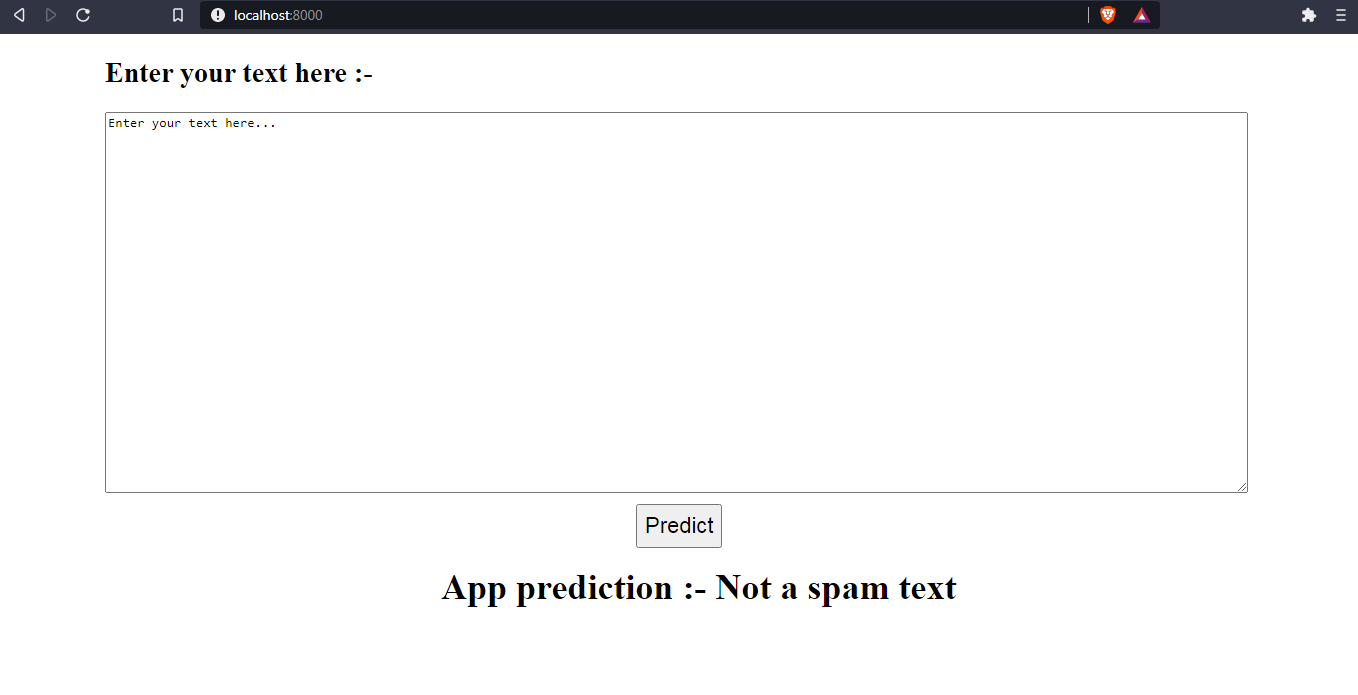 localhost:8000
Enter your text here :-
Enter your text here...
Predict
App prediction :- Not a spam text